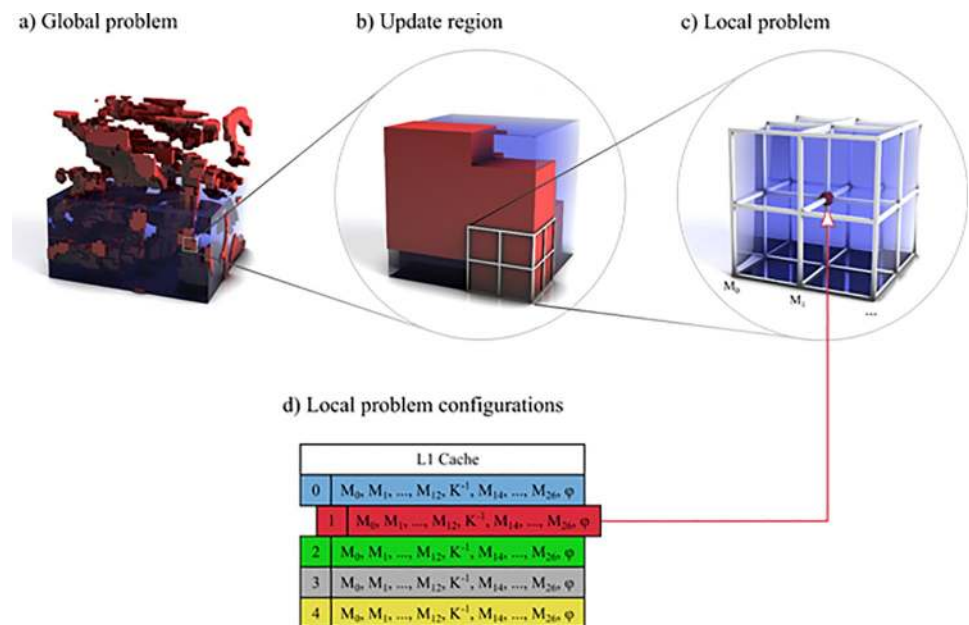 a) Global problem
b) Update region
c) Local problem
M₀
M₁
...
d) Local problem configurations
L1 Cache
0 M₀, M₁, ..., M₁₂, K⁻¹, M₁₄, ..., M₂₆, φ
1 M₀, M₁, ..., M₁₂, K⁻¹, M₁₄, ..., M₂₆, φ
2 M₀, M₁, ..., M₁₂, K⁻¹, M₁₄, ..., M₂₆, φ
3 M₀, M₁, ..., M₁₂, K⁻¹, M₁₄, ..., M₂₆, φ
4 M₀, M₁, ..., M₁₂, K⁻¹, M₁₄, ..., M₂₆, φ